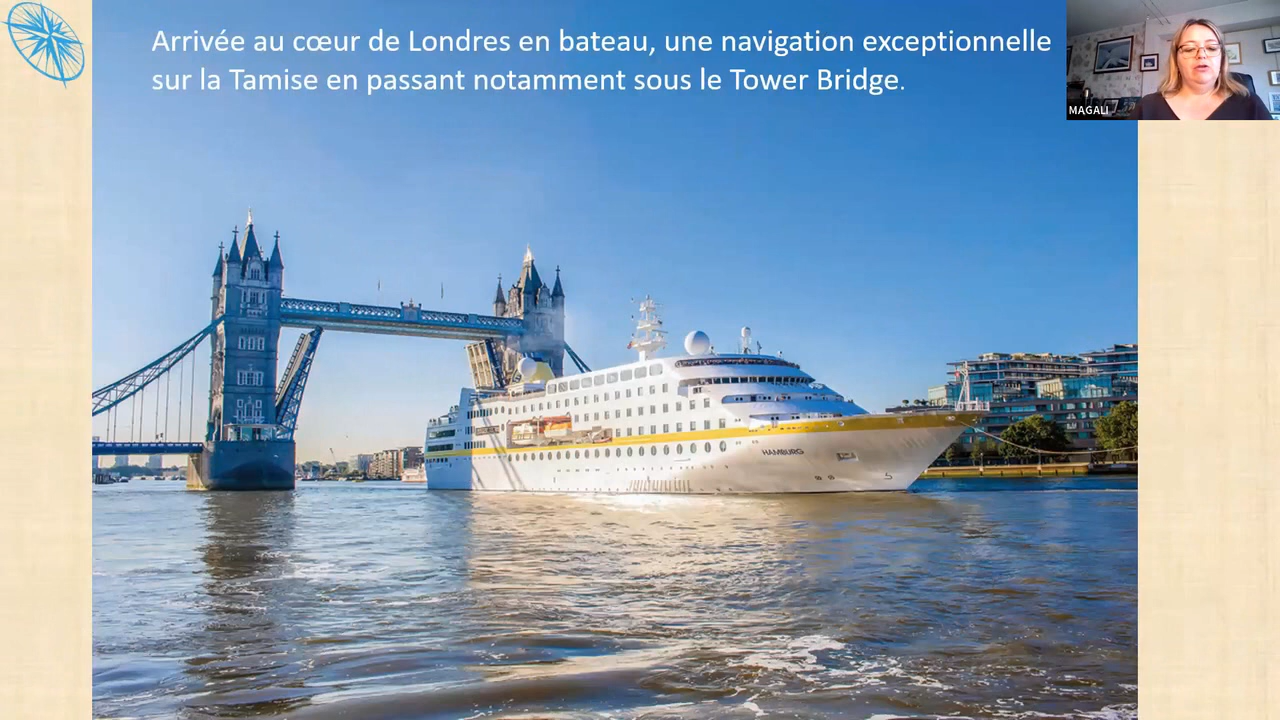 Arrivée au cœur de Londres en bateau, une navigation exceptionnelle
sur la Tamise en passant notamment sous le Tower Bridge.
MAGALI
HAMBURG